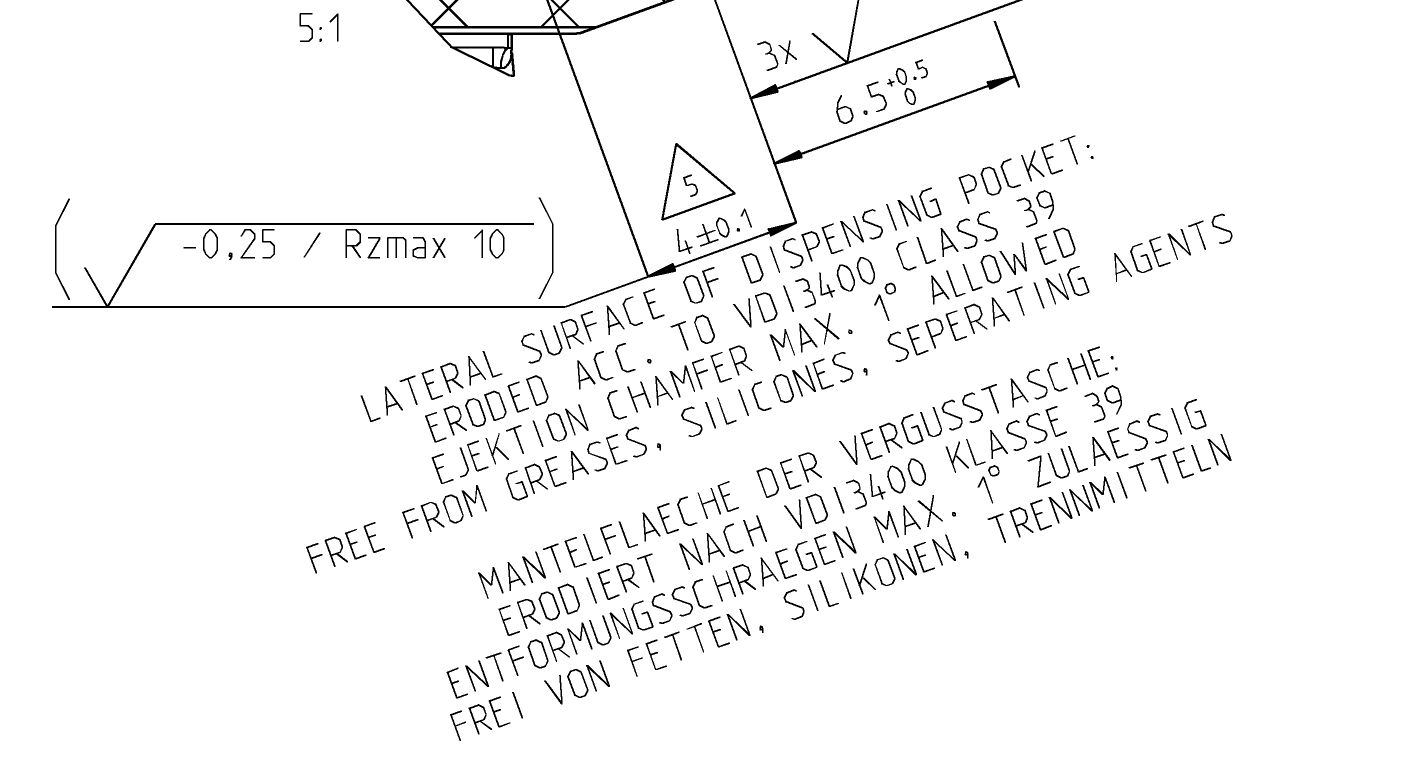 5:1
3x
6.5 +0.5 0
5
4±0.1
-0,25 / Rzmax 10
LATERAL SURFACE OF DISPENSING POCKET:
ERODED ACC. TO VDI3400 CLASS 39
EJEKTION CHAMFER MAX. 1° ALLOWED
FREE FROM GREASES, SILICONES, SEPERATING AGENTS
MANTELFLAECHE DER VERGUSSTASCHE:
ERODIERT NACH VDI3400 KLASSE 39
ENTFORMUNGSSCHRAEGEN MAX. 1° ZULAESSIG
FREI VON FETTEN, SILIKONEN, TRENNMITTELN